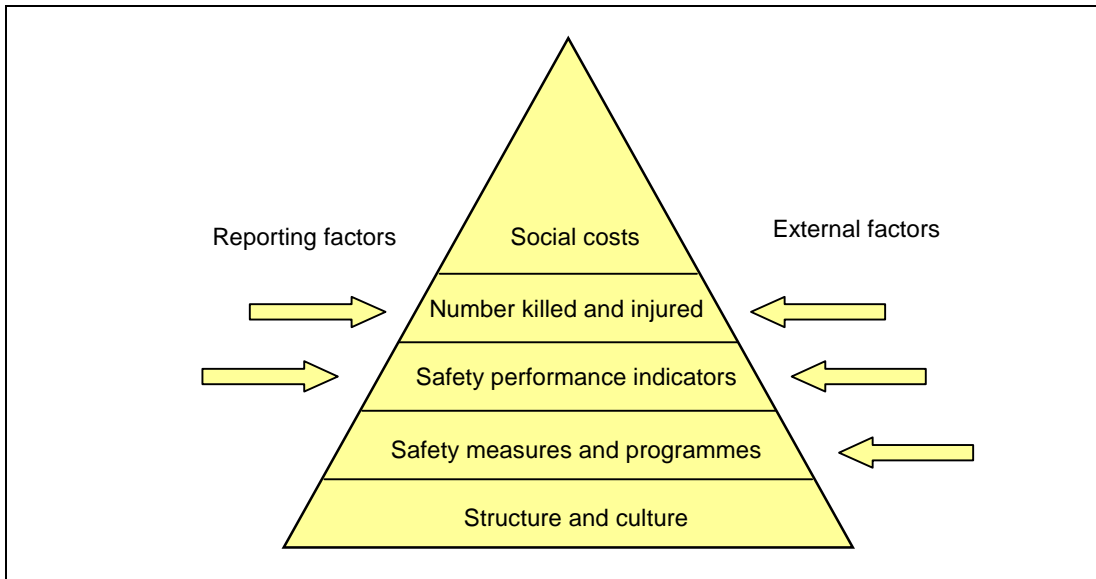 Reporting factors
Social costs
External factors
Number killed and injured
Safety performance indicators
Safety measures and programmes
Structure and culture